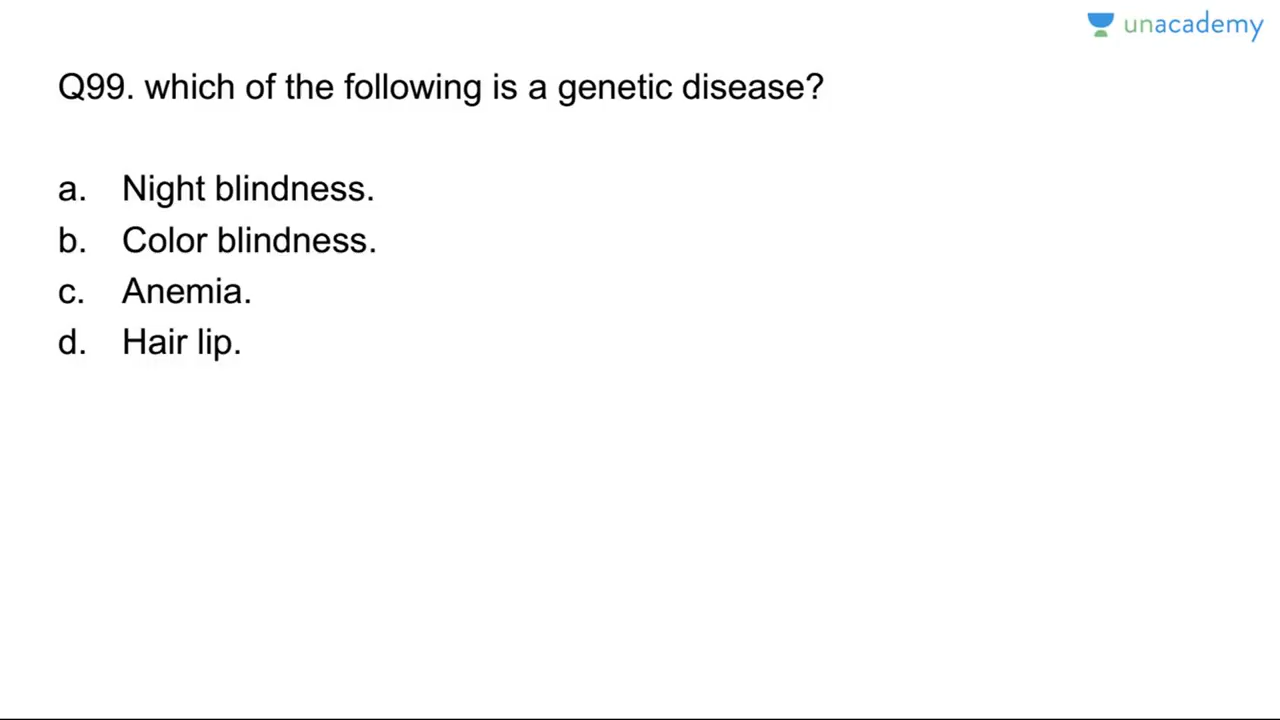 unacademy
Q99. which of the following is a genetic disease?
a. Night blindness.
b. Color blindness.
c. Anemia.
d. Hair lip.